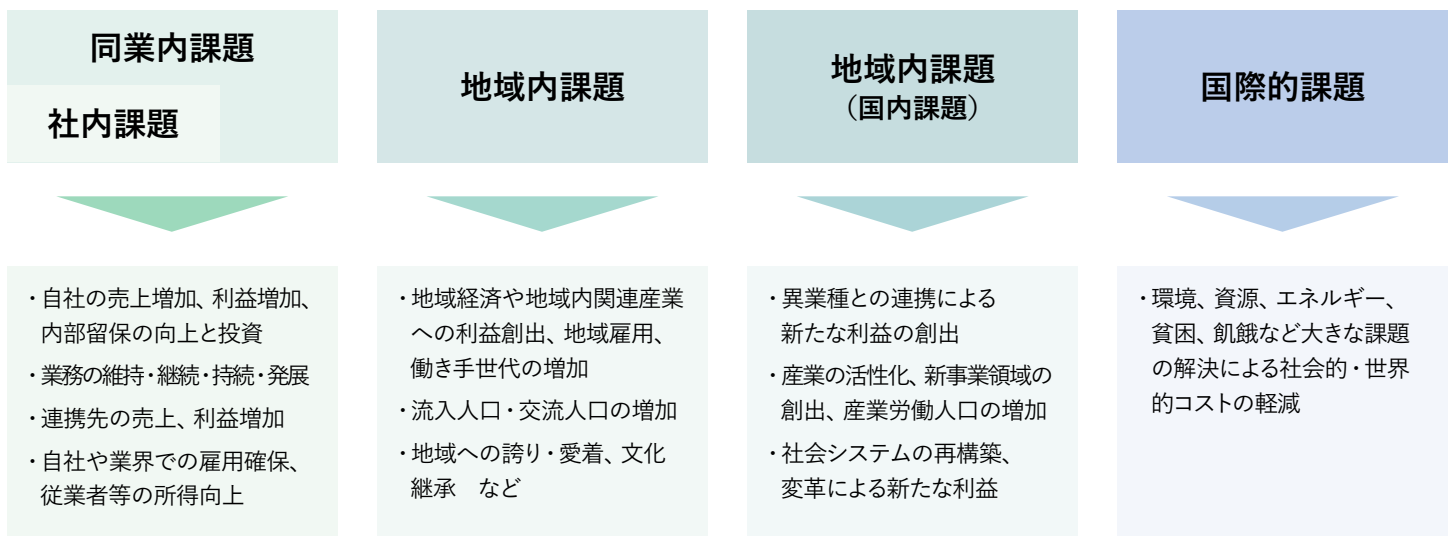 同業内課題
社内課題
・自社の売上増加、利益増加、
内部留保の向上と投資
・業務の維持・継続・持続・発展
・連携先の売上、利益増加
・自社や業界での雇用確保、
従業者等の所得向上
地域内課題
・地域経済や地域内関連産業
への利益創出、地域雇用、
働き手世代の増加
・流入人口・交流人口の増加
・地域への誇り・愛着、文化
継承　など
地域内課題
（国内課題）
・異業種との連携による
新たな利益の創出
・産業の活性化、新事業領域の
創出、産業労働人口の増加
・社会システムの再構築、
変革による新たな利益
国際的課題
・環境、資源、エネルギー、
貧困、飢餓など大きな課題
の解決による社会的・世界
的コストの軽減